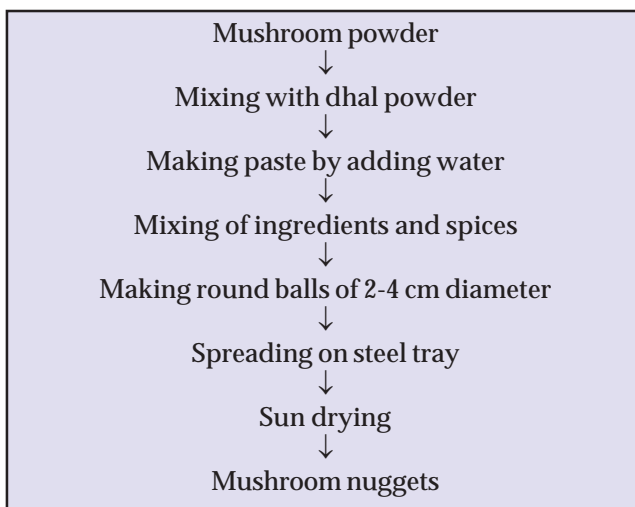 Mushroom powder
↓
Mixing with dhal powder
↓
Making paste by adding water
↓
Mixing of ingredients and spices
↓
Making round balls of 2-4 cm diameter
↓
Spreading on steel tray
↓
Sun drying
↓
Mushroom nuggets